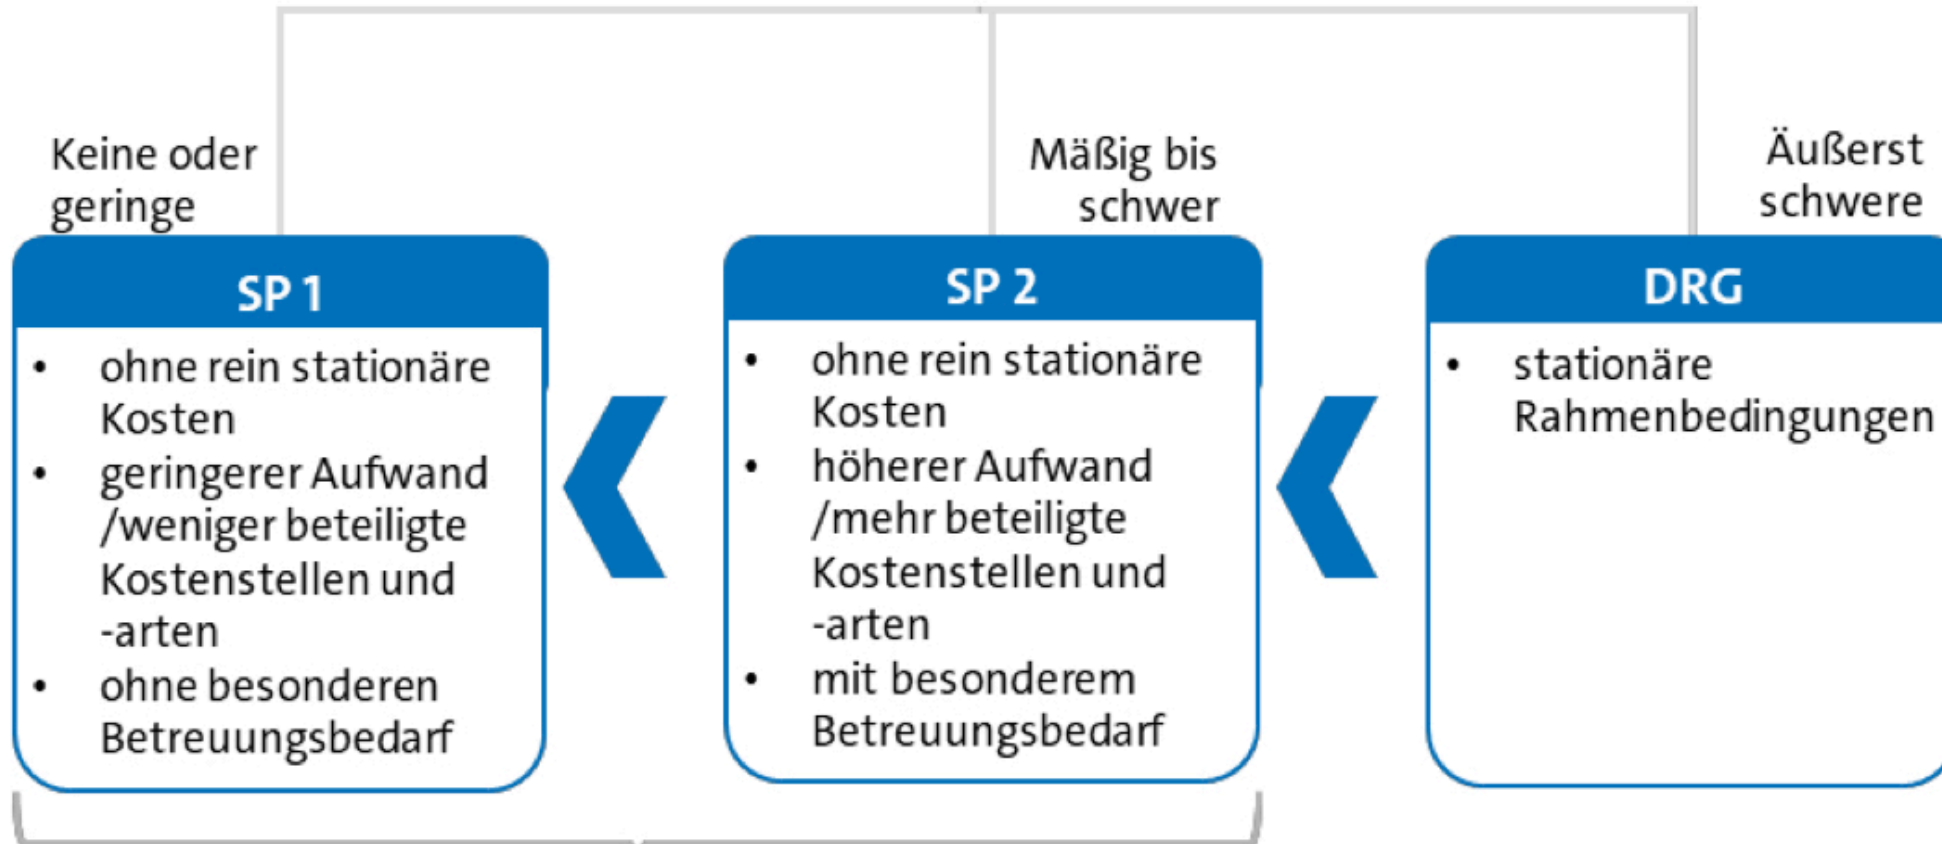 Keine oder
geringe
Mäßig bis
schwer
Äußerst
schwere
SP 1
• ohne rein stationäre
Kosten
• geringerer Aufwand
/weniger beteiligte
Kostenstellen und
-arten
• ohne besonderen
Betreuungsbedarf
SP 2
• ohne rein stationäre
Kosten
• höherer Aufwand
/mehr beteiligte
Kostenstellen und
-arten
• mit besonderem
Betreuungsbedarf
DRG
• stationäre
Rahmenbedingungen